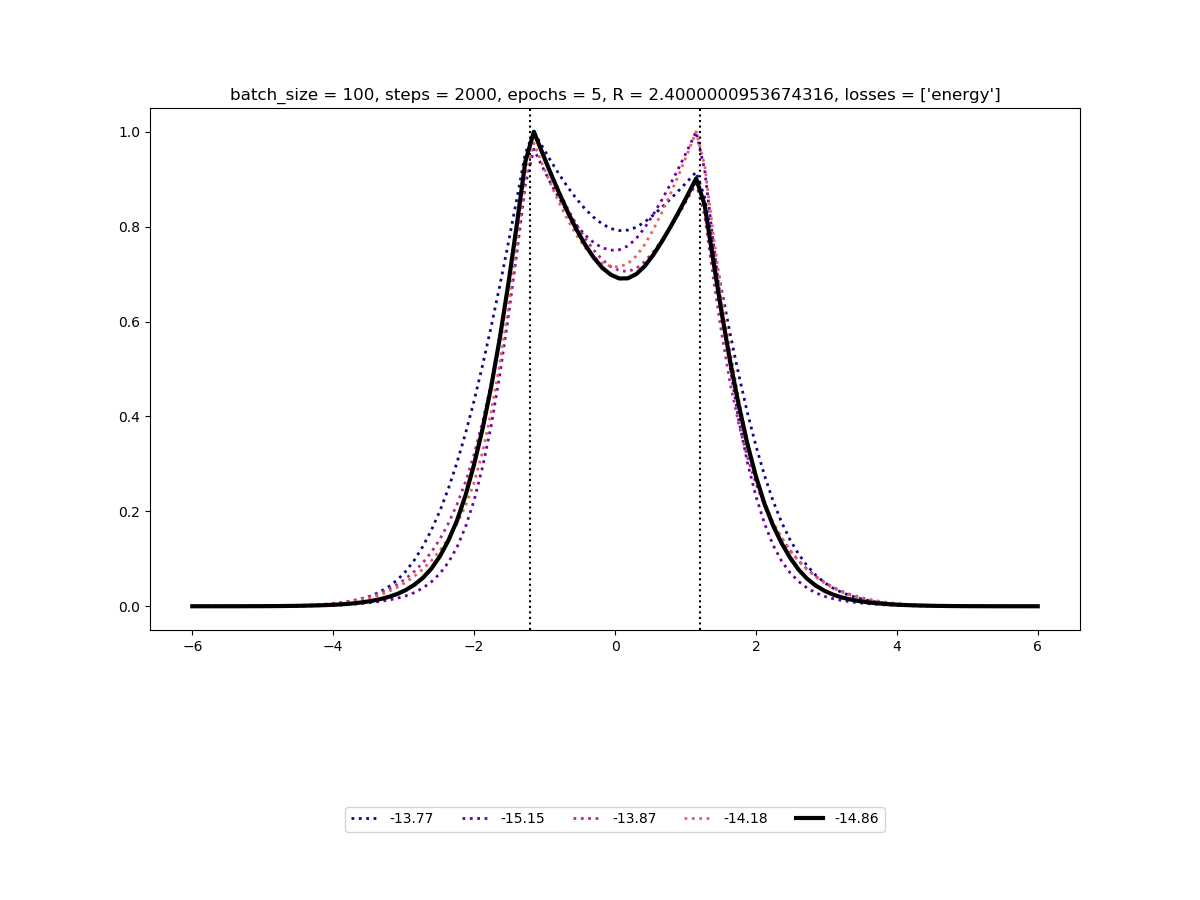 batch_size = 100, steps = 2000, epochs = 5, R = 2.4000000953674316, losses = ['energy']
1.0
0.8
0.6
0.4
0.2
0.0
−6 −4 −2 0 2 4 6
-13.77 -15.15 -13.87 -14.18 -14.86